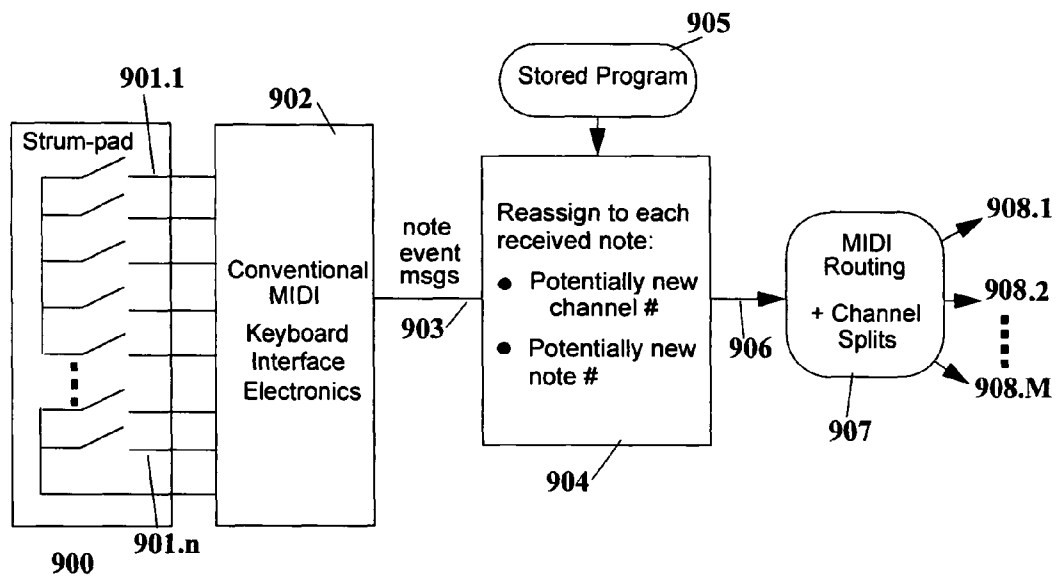 905
Stored Program
901.1
902
Strum-pad
Conventional
MIDI
Keyboard
Interface
Electronics
note
event
msgs
903
Reassign to each
received note:
● Potentially new
channel #
● Potentially new
note #
904
906
MIDI
Routing
+ Channel
Splits
907
908.1
908.2
908.M
901.n
900